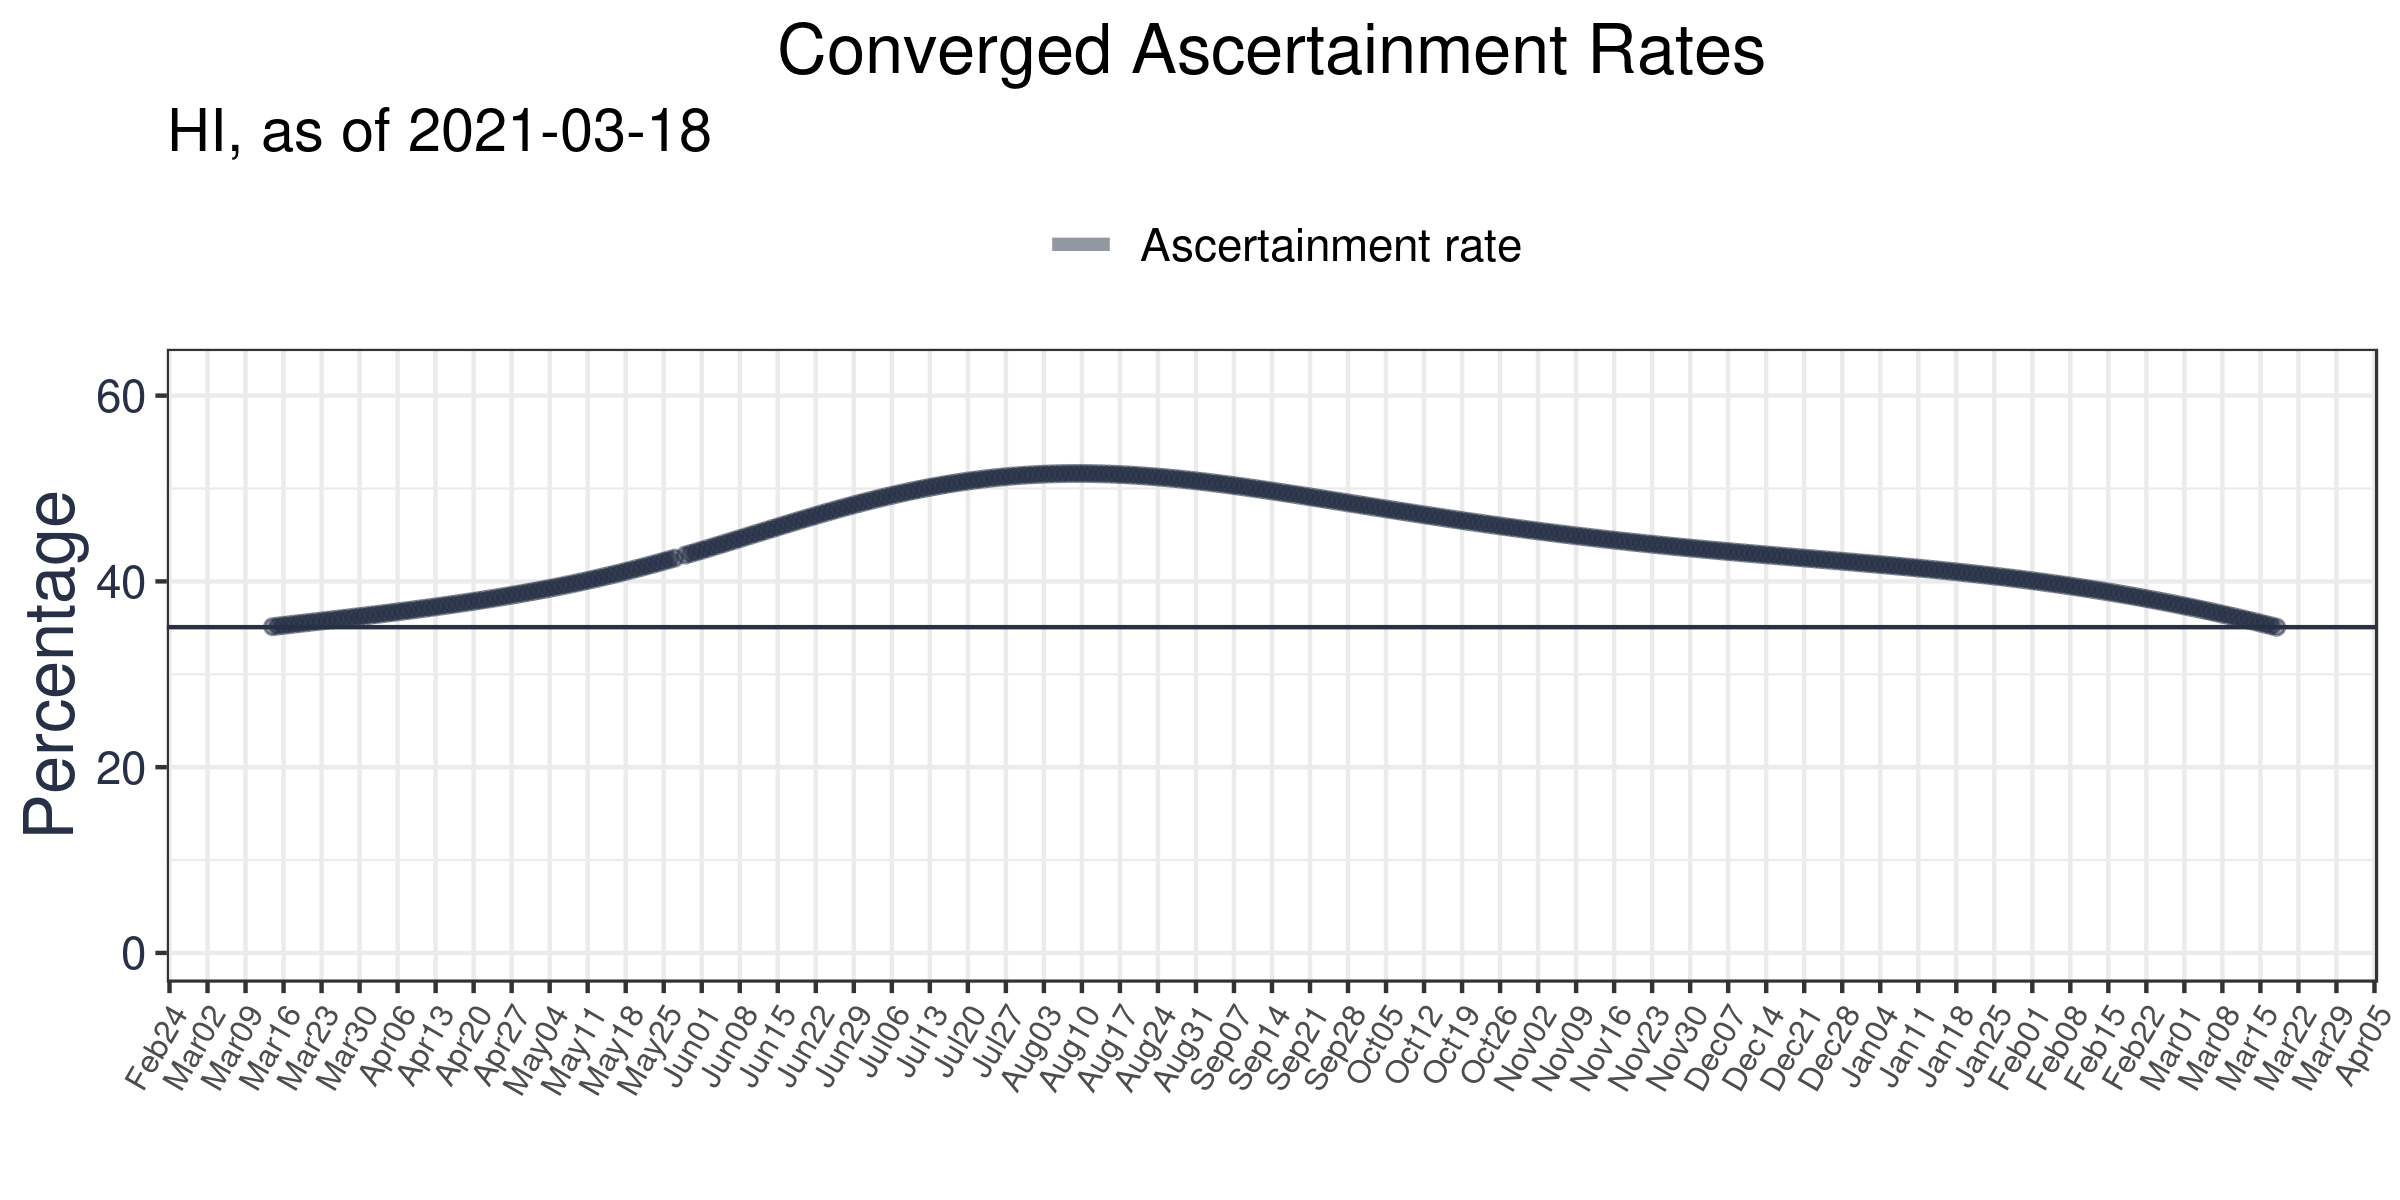 Converged Ascertainment Rates
HI, as of 2021-03-18
Ascertainment rate
Percentage
60
40
20
0
Feb24 Mar02 Mar09 Mar16 Mar23 Mar30 Apr06 Apr13 Apr20 Apr27 May04 May11 May18 May25 Jun01 Jun08 Jun15 Jun22 Jun29 Jul06 Jul13 Jul20 Jul27 Aug03 Aug10 Aug17 Aug24 Aug31 Sep07 Sep14 Sep21 Sep28 Oct05 Oct12 Oct19 Oct26 Nov02 Nov09 Nov16 Nov23 Nov30 Dec07 Dec14 Dec21 Dec28 Jan04 Jan11 Jan18 Jan25 Feb01 Feb08 Feb15 Feb22 Mar01 Mar08 Mar15 Mar22 Mar29 Apr05